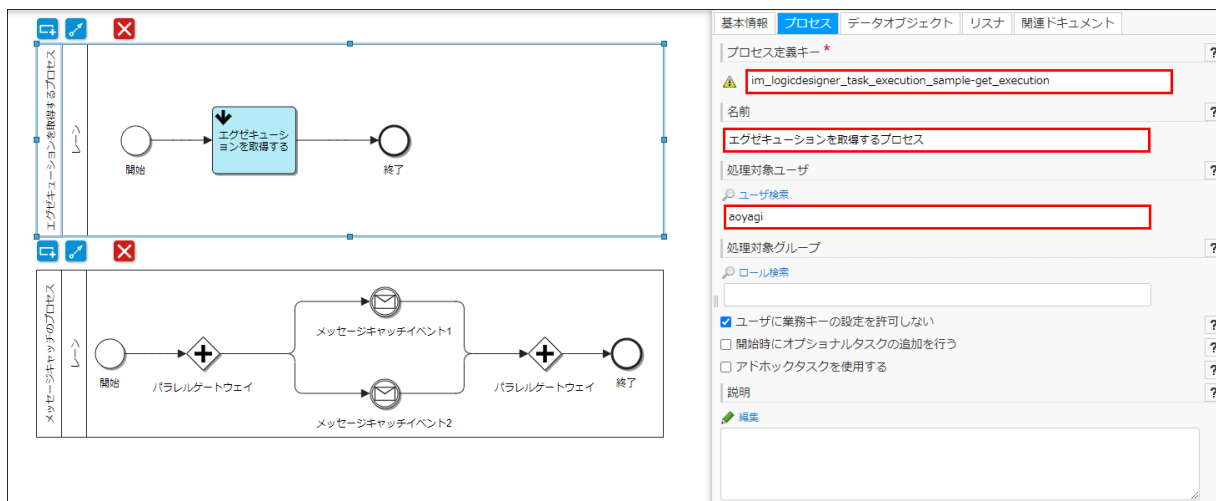 エグゼキューションを取得するプロセス
レーン
開始
エグゼキューシ
ョンを取得する
終了
メッセージキャッチのプロセス
レーン
開始
パラレルゲートウェイ
メッセージキャッチイベント1
メッセージキャッチイベント2
パラレルゲートウェイ
終了
基本情報 プロセス データオブジェクト リスナ 関連ドキュメント
プロセス定義キー * ?
im_logicdesigner_task_execution_sample-get_execution
名前 ?
エグゼキューションを取得するプロセス
処理対象ユーザ ?
ユーザ検索
aoyagi
処理対象グループ ?
ロール検索
ユーザに業務キーの設定を許可しない ?
開始時にオプショナルタスクの追加を行う ?
アドホックタスクを使用する ?
説明 ?
編集